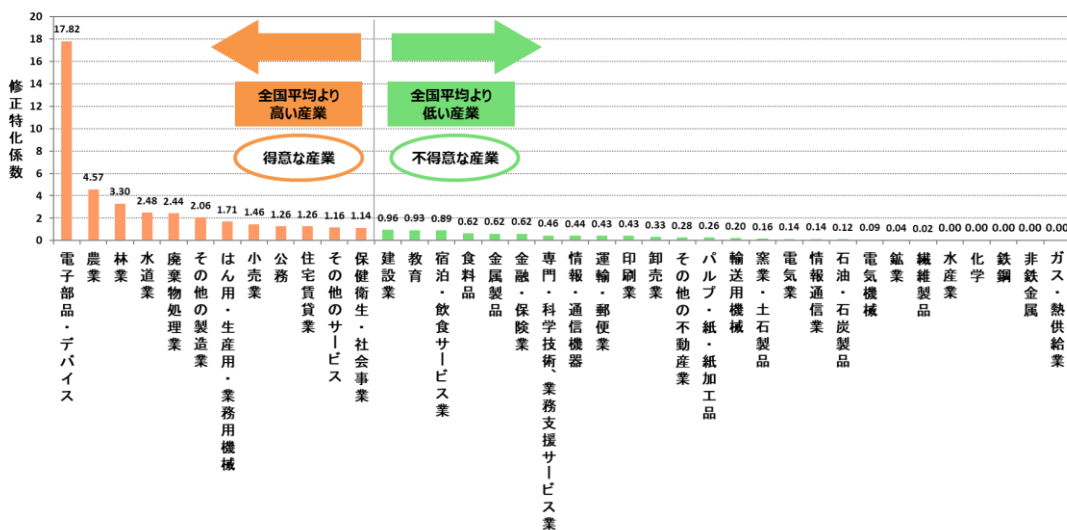 修正特化係数
20
18
16
14
12
10
8
6
4
2
0
全国平均より
高い産業
得意な産業
全国平均より
低い産業
不得意な産業
17.82
4.57
3.30
2.48
2.44
2.06
1.71
1.46
1.26
1.26
1.16
1.14
0.96
0.93
0.89
0.62
0.62
0.62
0.46
0.44
0.43
0.43
0.33
0.28
0.26
0.20
0.16
0.14
0.14
0.12
0.09
0.04
0.02
0.00
0.00
0.00
0.00
0.00
電子部品・デバイス
農業
林業
水道業
廃棄物処理業
その他の製造業
はん用・生産用・業務用機械
小売業
公務
住宅賃貸業
その他のサービス
保健衛生・社会事業
建設業
教育
宿泊・飲食サービス業
食料品
金属製品
金融・保険業
専門・科学技術、業務支援サービス業
情報・通信機器
運輸・郵便業
印刷業
卸売業
その他の不動産業
パルプ・紙・紙加工品
輸送用機械
窯業・土石製品
電気業
情報通信業
石油・石炭製品
電気機械
鉱業
繊維製品
水産業
化学
鉄鋼
非鉄金属
ガス・熱供給業